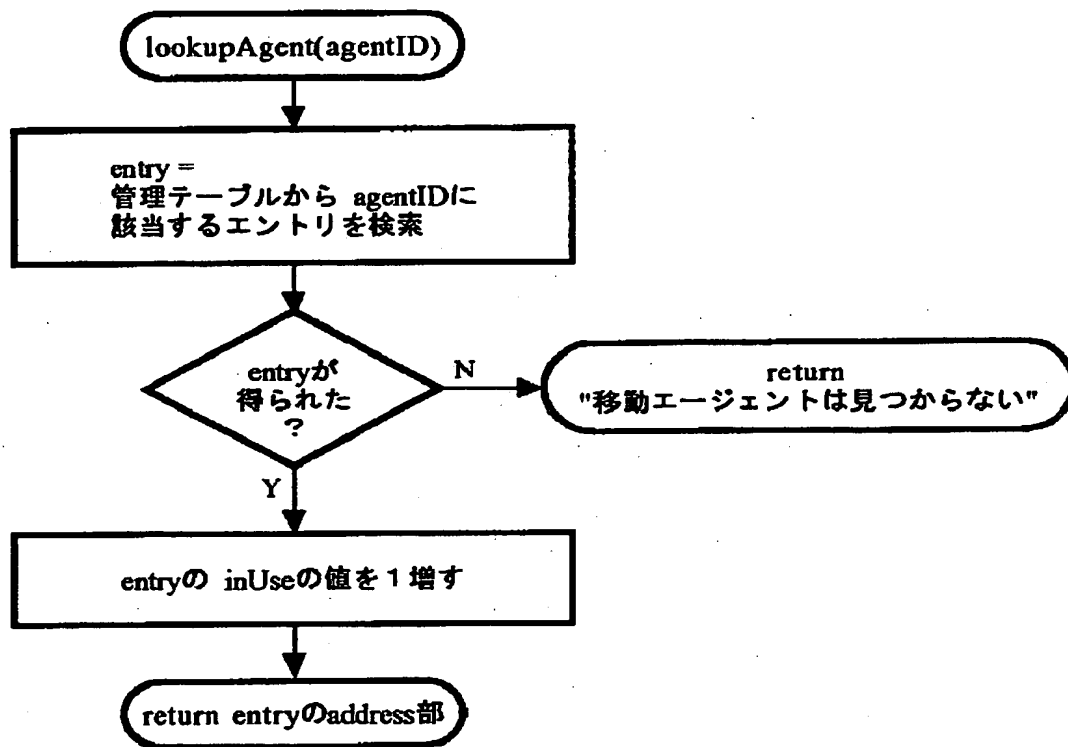 lookupAgent(agentID)
entry =
管理テーブルから agentIDに
該当するエントリを検索
entryが
得られた
?
N
return
"移動エージェントは見つからない"
Y
entryの inUseの値を1増す
return entryのaddress部